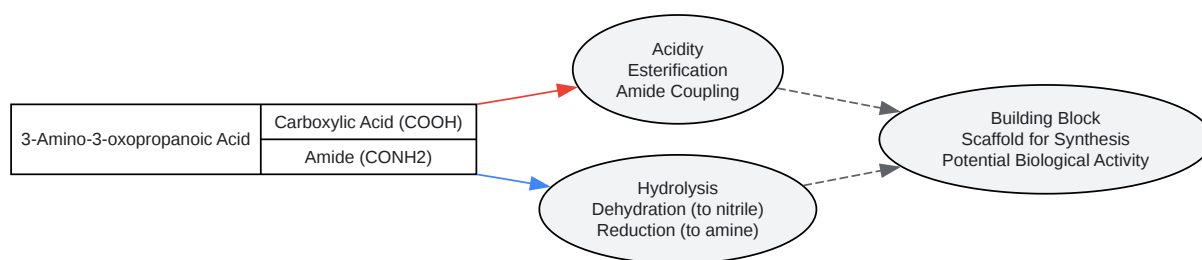 3-Amino-3-oxopropanoic Acid
Carboxylic Acid (COOH)
Amide (CONH2)
Acidity
Esterification
Amide Coupling
Hydrolysis
Dehydration (to nitrile)
Reduction (to amine)
Building Block
Scaffold for Synthesis
Potential Biological Activity